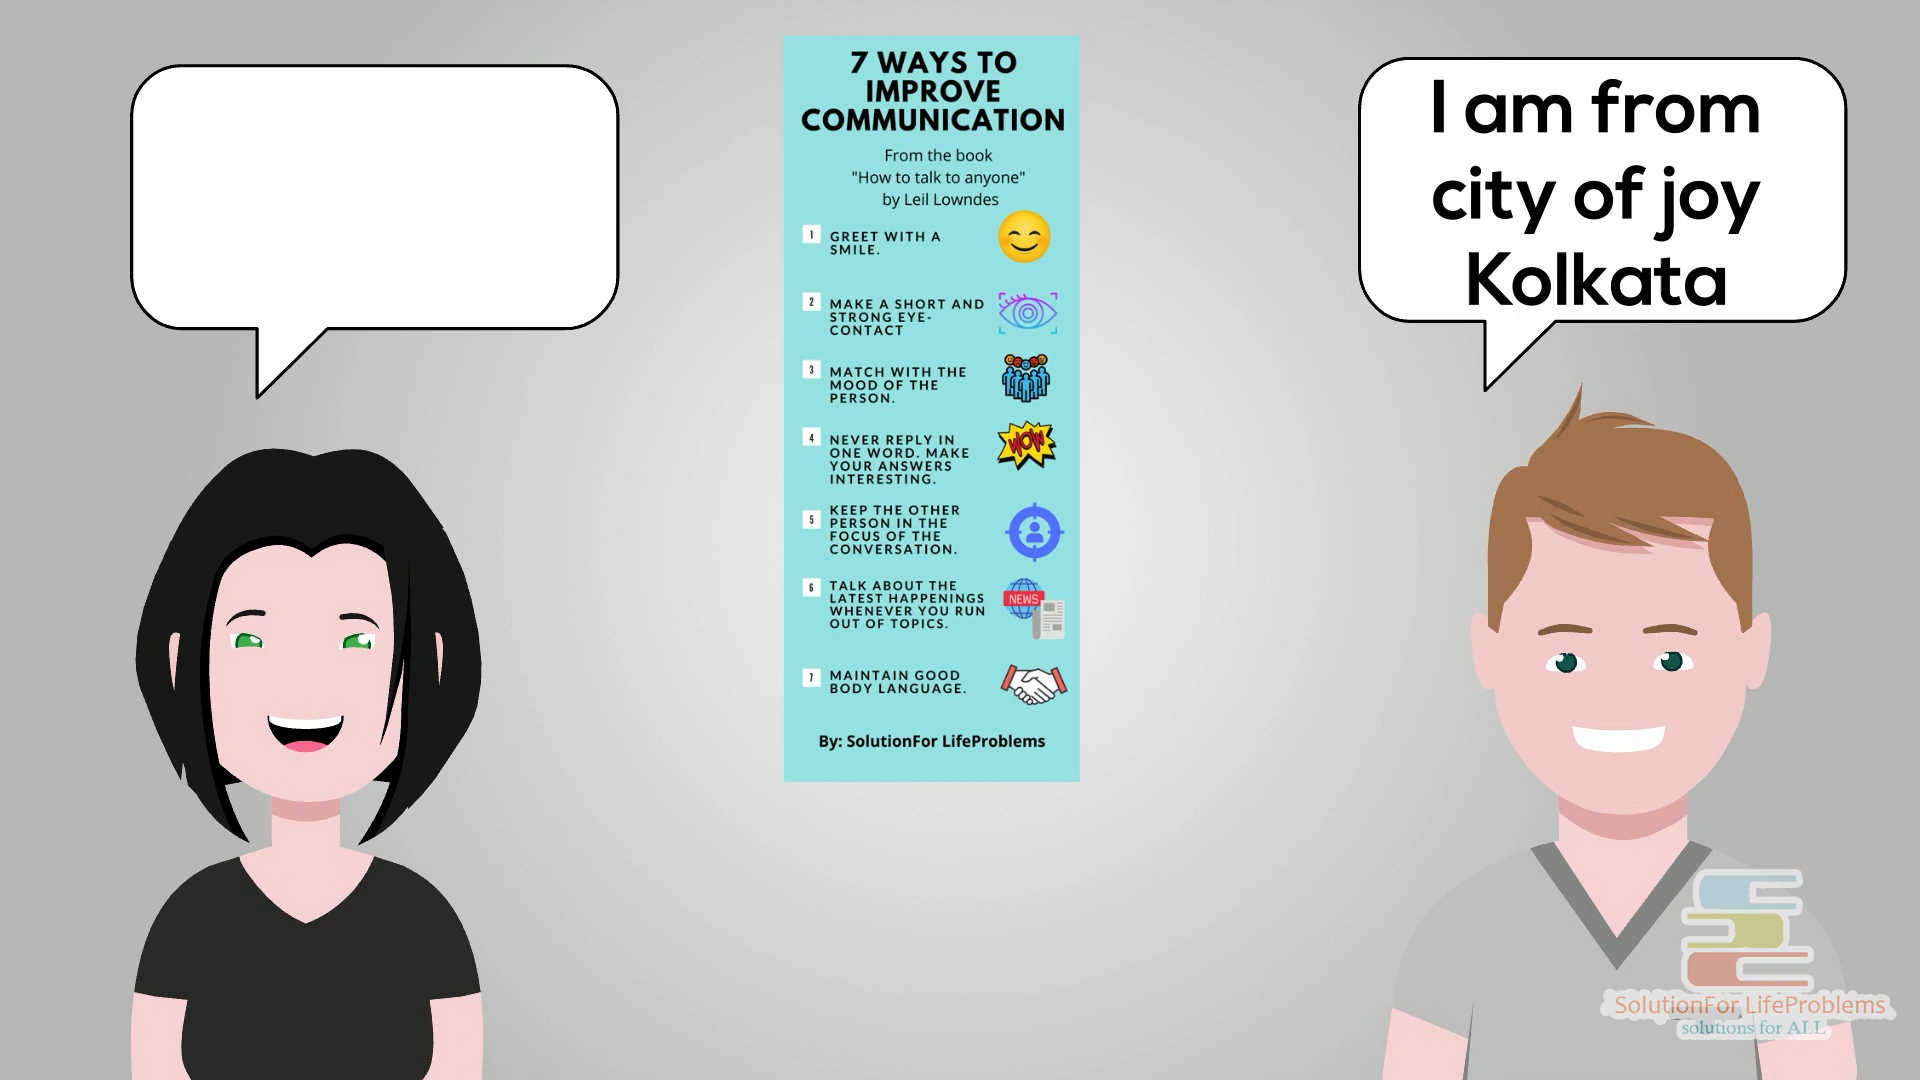 7 WAYS TO
IMPROVE
COMMUNICATION
From the book
"How to talk to anyone"
by Leil Lowndes
1 GREET WITH A
SMILE.
2 MAKE A SHORT AND
STRONG EYE-
CONTACT
3 MATCH WITH THE
MOOD OF THE
PERSON.
4 NEVER REPLY IN
ONE WORD. MAKE
YOUR ANSWERS
INTERESTING.
WOW
5 KEEP THE OTHER
PERSON IN THE
FOCUS OF THE
CONVERSATION.
6 TALK ABOUT THE
LATEST HAPPENINGS
WHENEVER YOU RUN
OUT OF TOPICS.
NEWS
7 MAINTAIN GOOD
BODY LANGUAGE.
By: SolutionFor LifeProblems
I am from
city of joy
Kolkata
SolutionFor LifeProblems
solutions for ALL